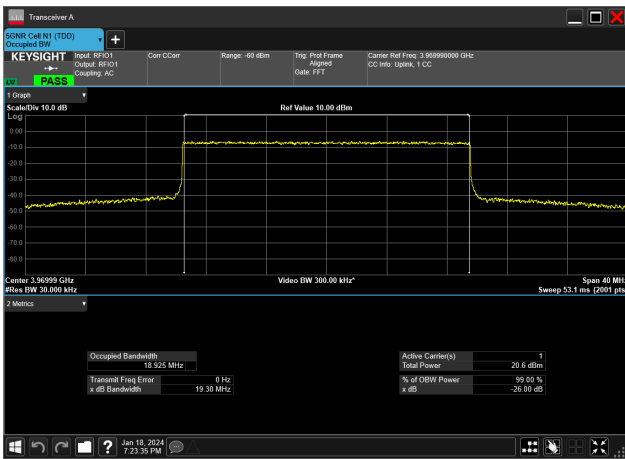 Transceiver A
5GNR Cell N1 (TDD)
Occupied BW
KEYSIGHT
PASS
Input: RFIO1
Output: RFIO1
Coupling: AC
Corr CCorr
Range: -60 dBm
Trig: Prot Frame
Aligned
Gate: FFT
Carrier Ref Freq: 3.969990000 GHz
CC Info: Uplink, 1 CC
1 Graph
Scale/Div 10.0 dB
Ref Value 10.00 dBm
Log
0.00
-10.0
-20.0
-30.0
-40.0
-50.0
-60.0
-70.0
-80.0
Center 3.96999 GHz
Video BW 300.00 kHz*
Span 40 MHz
#Res BW 30.000 kHz
Sweep 53.1 ms (2001 pts
2 Metrics
Occupied Bandwidth
18.925 MHz
Transmit Freq Error 0 Hz
x dB Bandwidth 19.30 MHz
Active Carrier(s) 1
Total Power 20.6 dBm
% of OBW Power 99.00 %
x dB -26.00 dB
Jan 18, 2024
7:23:35 PM